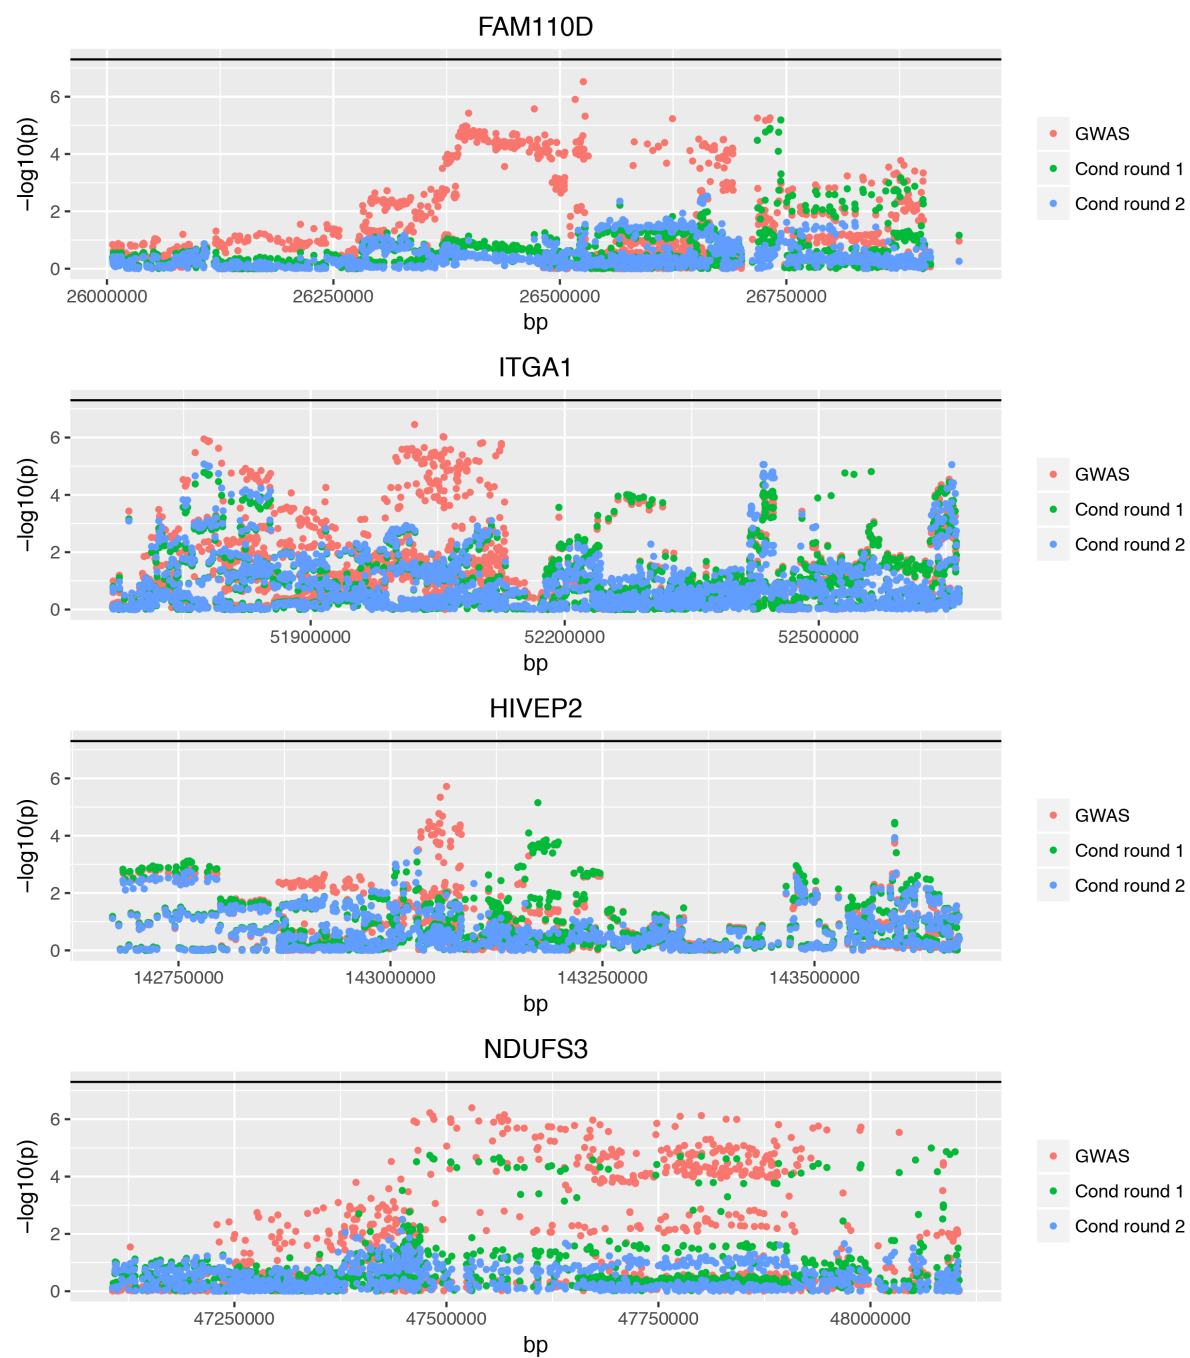 FAM110D
−log10(p)
6
4
2
0
26000000 26250000 26500000 26750000
bp
GWAS
Cond round 1
Cond round 2
ITGA1
−log10(p)
6
4
2
0
51900000 52200000 52500000
bp
GWAS
Cond round 1
Cond round 2
HIVEP2
−log10(p)
6
4
2
0
142750000 143000000 143250000 143500000
bp
GWAS
Cond round 1
Cond round 2
NDUFS3
−log10(p)
6
4
2
0
47250000 47500000 47750000 48000000
bp
GWAS
Cond round 1
Cond round 2